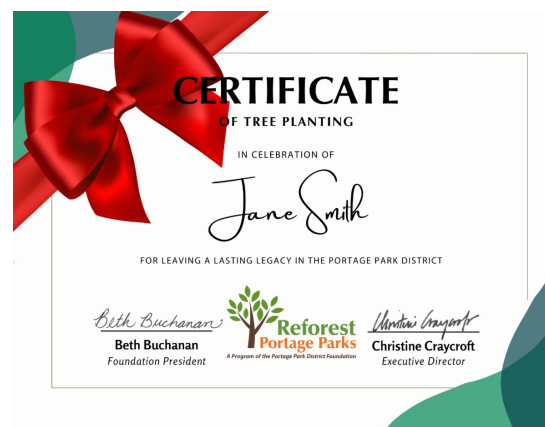 CERTIFICATE
OF TREE PLANTING
IN CELEBRATION OF
Jane Smith
FOR LEAVING A LASTING LEGACY IN THE PORTAGE PARK DISTRICT
Beth Buchanan
Beth Buchanan
Foundation President
Reforest
Portage Parks
A Program of the Portage Park District Foundation
Christine Craycroft
Christine Craycroft
Executive Director